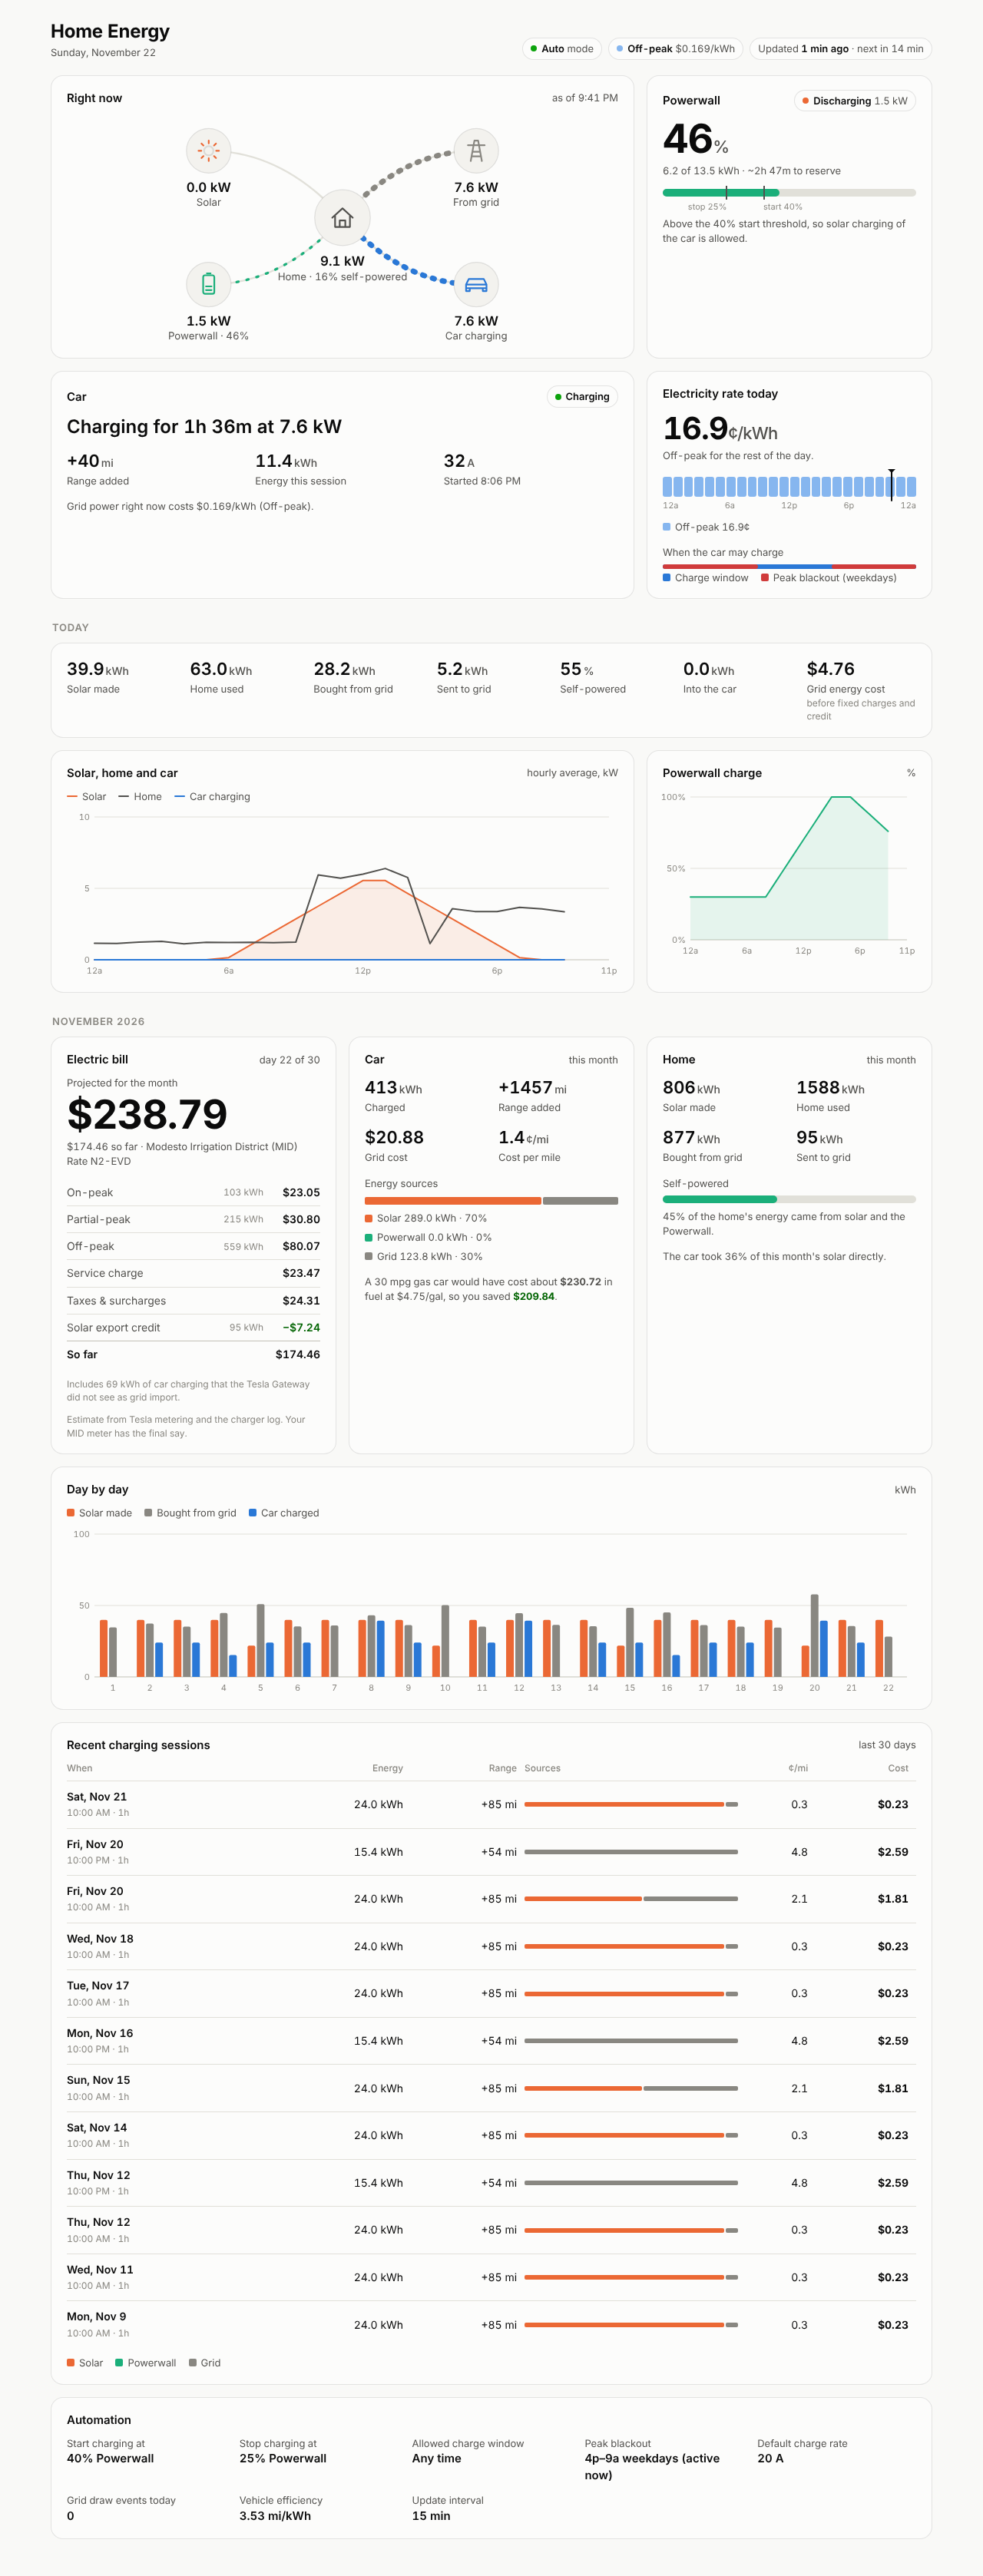 Home Energy
Sunday, November 22
Auto mode
Off-peak $0.169/kWh
Updated 1 min ago · next in 14 min
Right now
as of 9:41 PM
0.0 kW
Solar
7.6 kW
From grid
9.1 kW
Home · 16% self-powered
1.5 kW
Powerwall · 46%
7.6 kW
Car charging
Powerwall
Discharging 1.5 kW
46%
6.2 of 13.5 kWh · ~2h 47m to reserve
stop 25%
start 40%
Above the 40% start threshold, so solar charging of
the car is allowed.
Car
Charging
Charging for 1h 36m at 7.6 kW
+40 mi
Range added
11.4 kWh
Energy this session
32 A
Started 8:06 PM
Grid power right now costs $0.169/kWh (Off-peak).
Electricity rate today
16.9¢/kWh
Off-peak for the rest of the day.
12a 6a 12p 6p 12a
Off-peak 16.9¢
When the car may charge
Charge window
Peak blackout (weekdays)
TODAY
39.9 kWh
Solar made
63.0 kWh
Home used
28.2 kWh
Bought from grid
5.2 kWh
Sent to grid
55 %
Self-powered
0.0 kWh
Into the car
$4.76
Grid energy cost
before fixed charges and
credit
Solar, home and car
hourly average, kW
Solar Home Car charging
10
5
0
12a 6a 12p 6p 11p
Powerwall charge
%
100%
50%
0%
12a 6a 12p 6p 11p
NOVEMBER 2026
Electric bill
day 22 of 30
Projected for the month
$238.79
$174.46 so far · Modesto Irrigation District (MID)
Rate N2-EVD
On-peak 103 kWh $23.05
Partial-peak 215 kWh $30.80
Off-peak 559 kWh $80.07
Service charge $23.47
Taxes & surcharges $24.31
Solar export credit 95 kWh −$7.24
So far $174.46
Includes 69 kWh of car charging that the Tesla Gateway
did not see as grid import.
Estimate from Tesla metering and the charger log. Your
MID meter has the final say.
Car
this month
413 kWh
Charged
+1457 mi
Range added
$20.88
Grid cost
1.4 ¢/mi
Cost per mile
Energy sources
Solar 289.0 kWh · 70%
Powerwall 0.0 kWh · 0%
Grid 123.8 kWh · 30%
A 30 mpg gas car would have cost about $230.72 in
fuel at $4.75/gal, so you saved $209.84.
Home
this month
806 kWh
Solar made
1588 kWh
Home used
877 kWh
Bought from grid
95 kWh
Sent to grid
Self-powered
45% of the home's energy came from solar and the
Powerwall.
The car took 36% of this month's solar directly.
Day by day
kWh
Solar made Bought from grid Car charged
100
50
0
1 2 3 4 5 6 7 8 9 10 11 12 13 14 15 16 17 18 19 20 21 22
Recent charging sessions
last 30 days
When Energy Range Sources ¢/mi Cost
Sat, Nov 21
10:00 AM · 1h
24.0 kWh +85 mi 0.3 $0.23
Fri, Nov 20
10:00 PM · 1h
15.4 kWh +54 mi 4.8 $2.59
Fri, Nov 20
10:00 AM · 1h
24.0 kWh +85 mi 2.1 $1.81
Wed, Nov 18
10:00 AM · 1h
24.0 kWh +85 mi 0.3 $0.23
Tue, Nov 17
10:00 AM · 1h
24.0 kWh +85 mi 0.3 $0.23
Mon, Nov 16
10:00 PM · 1h
15.4 kWh +54 mi 4.8 $2.59
Sun, Nov 15
10:00 AM · 1h
24.0 kWh +85 mi 2.1 $1.81
Sat, Nov 14
10:00 AM · 1h
24.0 kWh +85 mi 0.3 $0.23
Thu, Nov 12
10:00 PM · 1h
15.4 kWh +54 mi 4.8 $2.59
Thu, Nov 12
10:00 AM · 1h
24.0 kWh +85 mi 0.3 $0.23
Wed, Nov 11
10:00 AM · 1h
24.0 kWh +85 mi 0.3 $0.23
Mon, Nov 9
10:00 AM · 1h
24.0 kWh +85 mi 0.3 $0.23
Solar Powerwall Grid
Automation
Start charging at
40% Powerwall
Stop charging at
25% Powerwall
Allowed charge window
Any time
Peak blackout
4p–9a weekdays (active
now)
Default charge rate
20 A
Grid draw events today
0
Vehicle efficiency
3.53 mi/kWh
Update interval
15 min